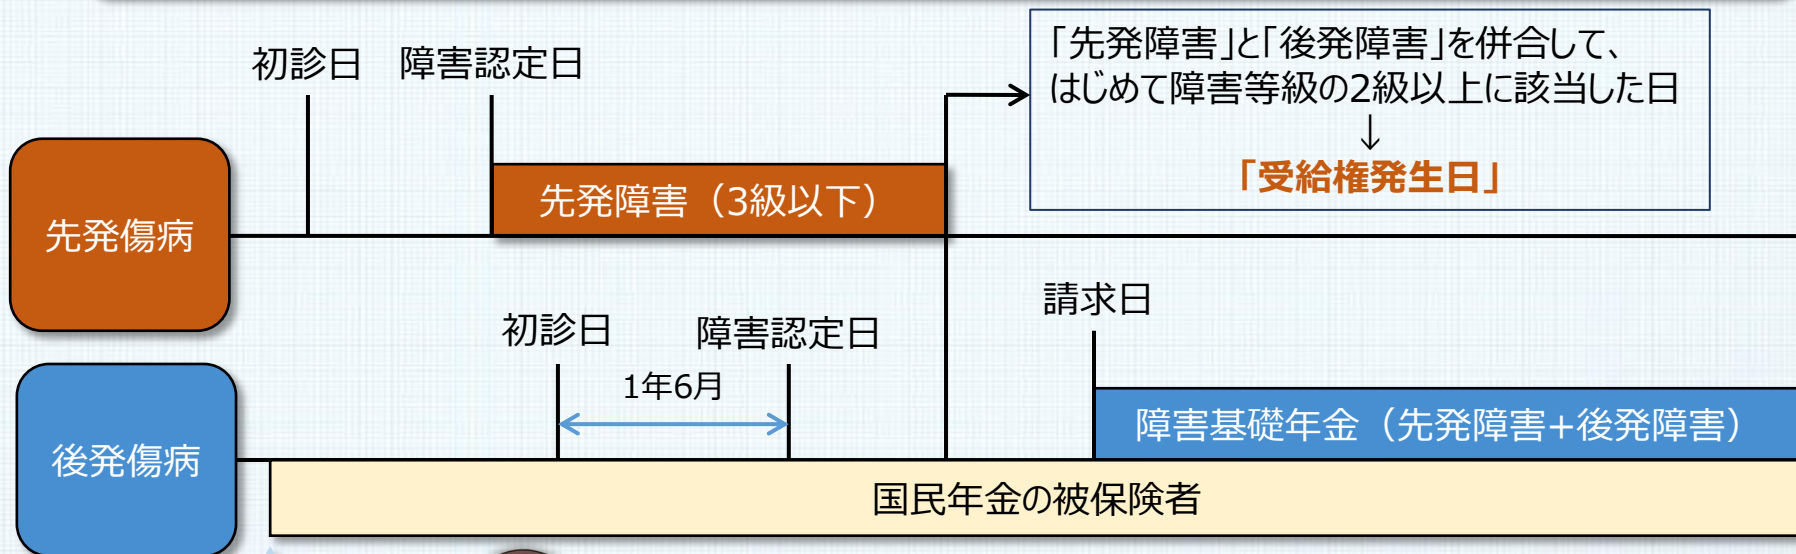 初診日
障害認定日
「先発障害」と「後発障害」を併合して、
はじめて障害等級の2級以上に該当した日
↓
「受給権発生日」
先発傷病
先発障害（3級以下）
初診日
障害認定日
請求日
1年6月
後発傷病
障害基礎年金（先発障害+後発障害）
国民年金の被保険者